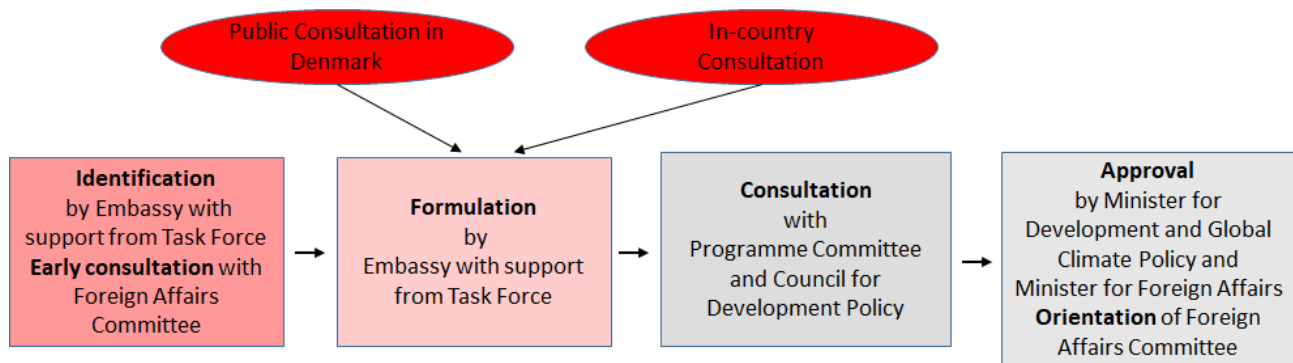 Public Consultation in
Denmark
In-country
Consultation
Identification
by Embassy with
support from Task Force
Early consultation with
Foreign Affairs
Committee
Formulation
by
Embassy with support
from Task Force
Consultation
with
Programme Committee
and Council for
Development Policy
Approval
by Minister for
Development and Global
Climate Policy and
Minister for Foreign Affairs
Orientation of Foreign
Affairs Committee